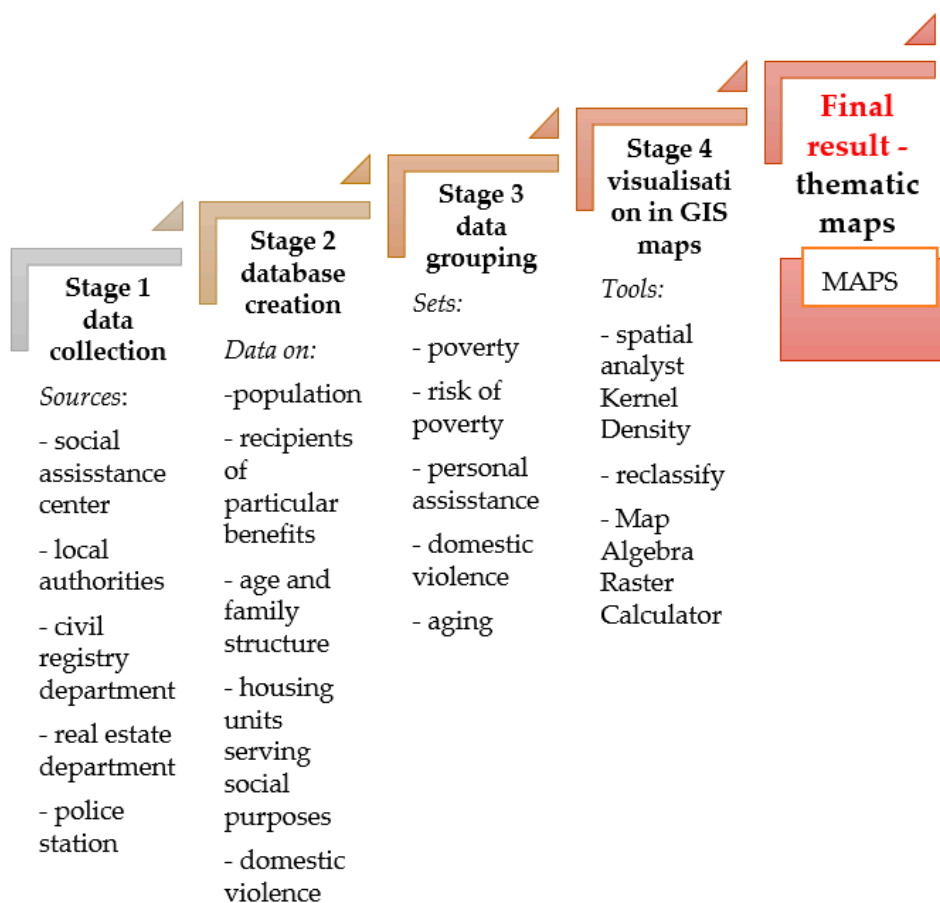 Stage 1
data
collection
Sources:
- social
assisstance
center
- local
authorities
- civil
registry
department
- real estate
department
- police
station
Stage 2
database
creation
Data on:
-population
- recipients
of
particular
benefits
- age and
family
structure
- housing
units
serving
social
purposes
- domestic
violence
Stage 3
data
grouping
Sets:
- poverty
- risk of
poverty
- personal
assisstance
- domestic
violence
- aging
Stage 4
visualisati
on in GIS
maps
Tools:
- spatial
analyst
Kernel
Density
- reclassify
- Map
Algebra
Raster
Calculator
Final
result -
thematic
maps
MAPS